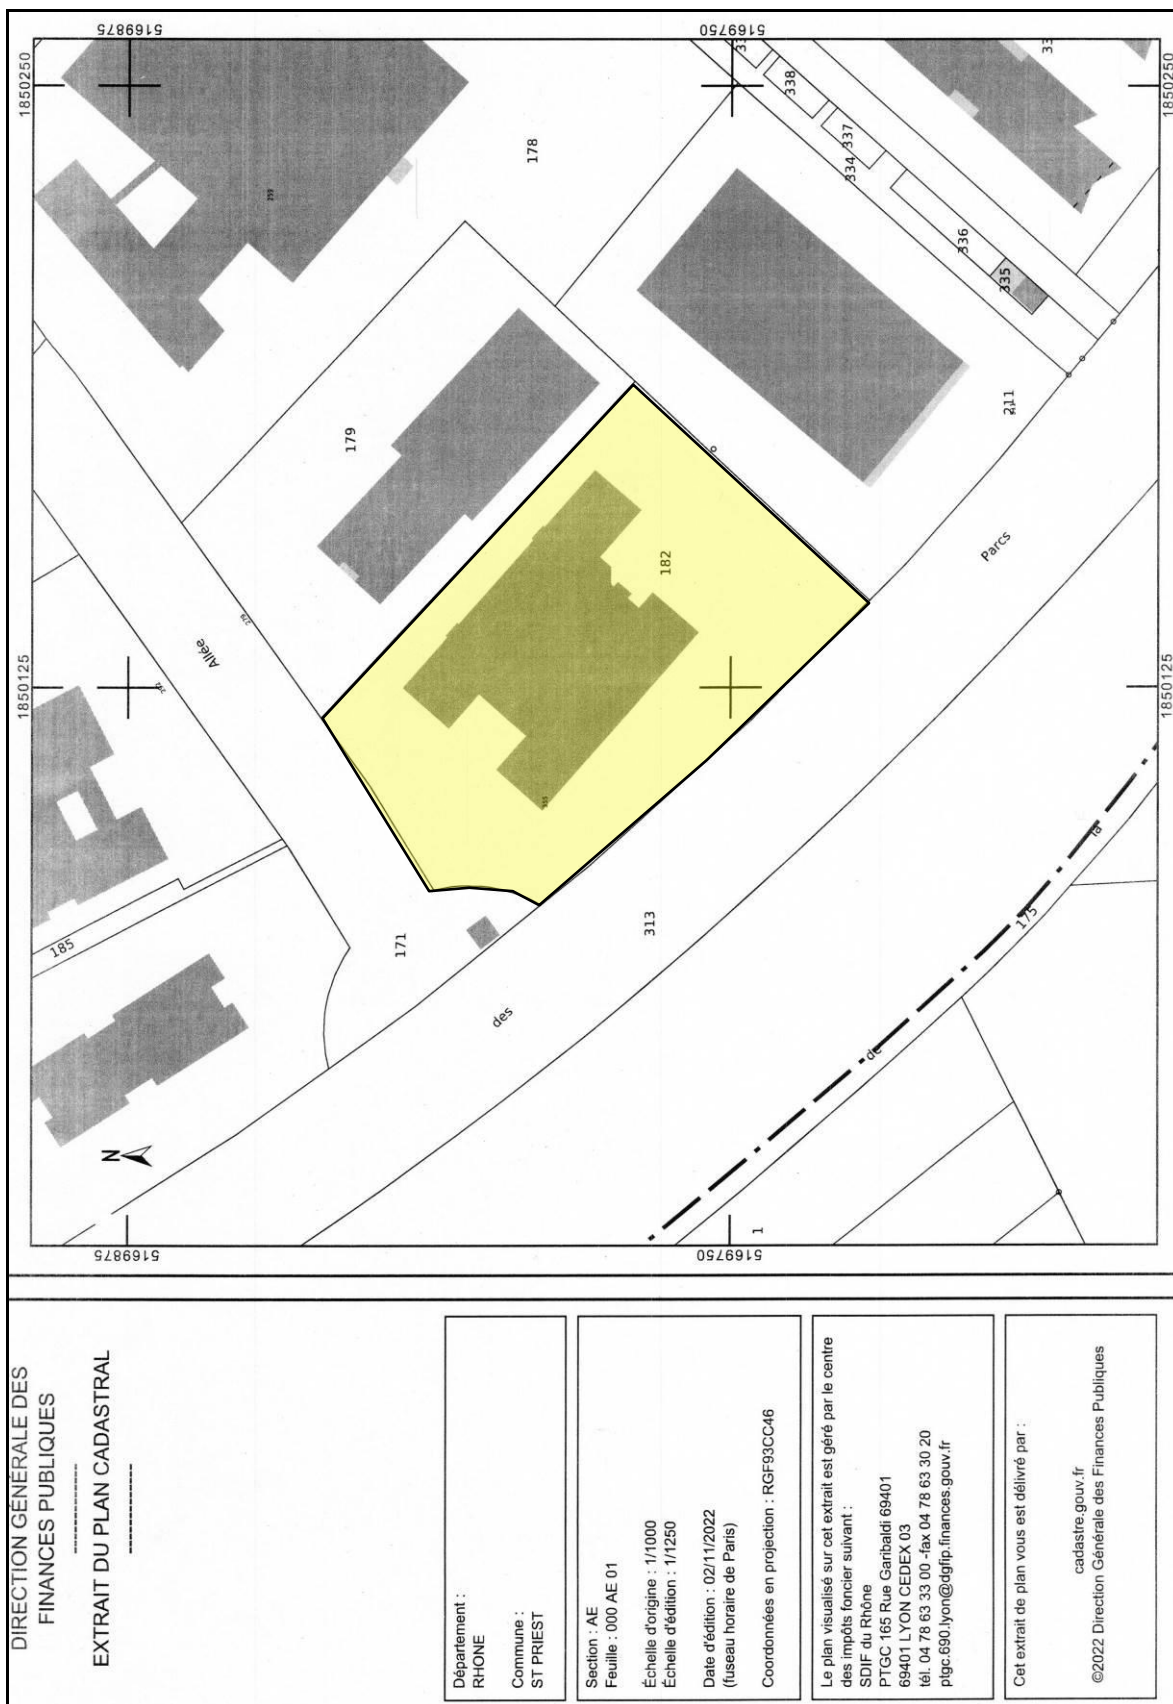 DIRECTION GÉNÉRALE DES
FINANCES PUBLIQUES
--------------
EXTRAIT DU PLAN CADASTRAL
--------------
Département :
RHONE
Commune :
ST PRIEST
Section : AE
Feuille : 000 AE 01
Échelle d'origine : 1/1000
Échelle d'édition : 1/1250
Date d'édition : 02/11/2022
(fuseau horaire de Paris)
Coordonnées en projection : RGF93CC46
Le plan visualisé sur cet extrait est géré par le centre
des impôts foncier suivant :
SDIF du Rhône
PTGC 165 Rue Garibaldi 69401
69401 LYON CEDEX 03
tél. 04 78 63 33 00 -fax 04 78 63 30 20
ptgc.690.lyon@dgfip.finances.gouv.fr
Cet extrait de plan vous est délivré par :
cadastre.gouv.fr
©2022 Direction Générale des Finances Publiques
5169875
5169750
1850250
1850250
1850125
1850125
5169875
5169750
N
178
179
182
338
337
334
336
335
211
171
313
185
175
1
Allée
279
292
des
Parcs
de
la